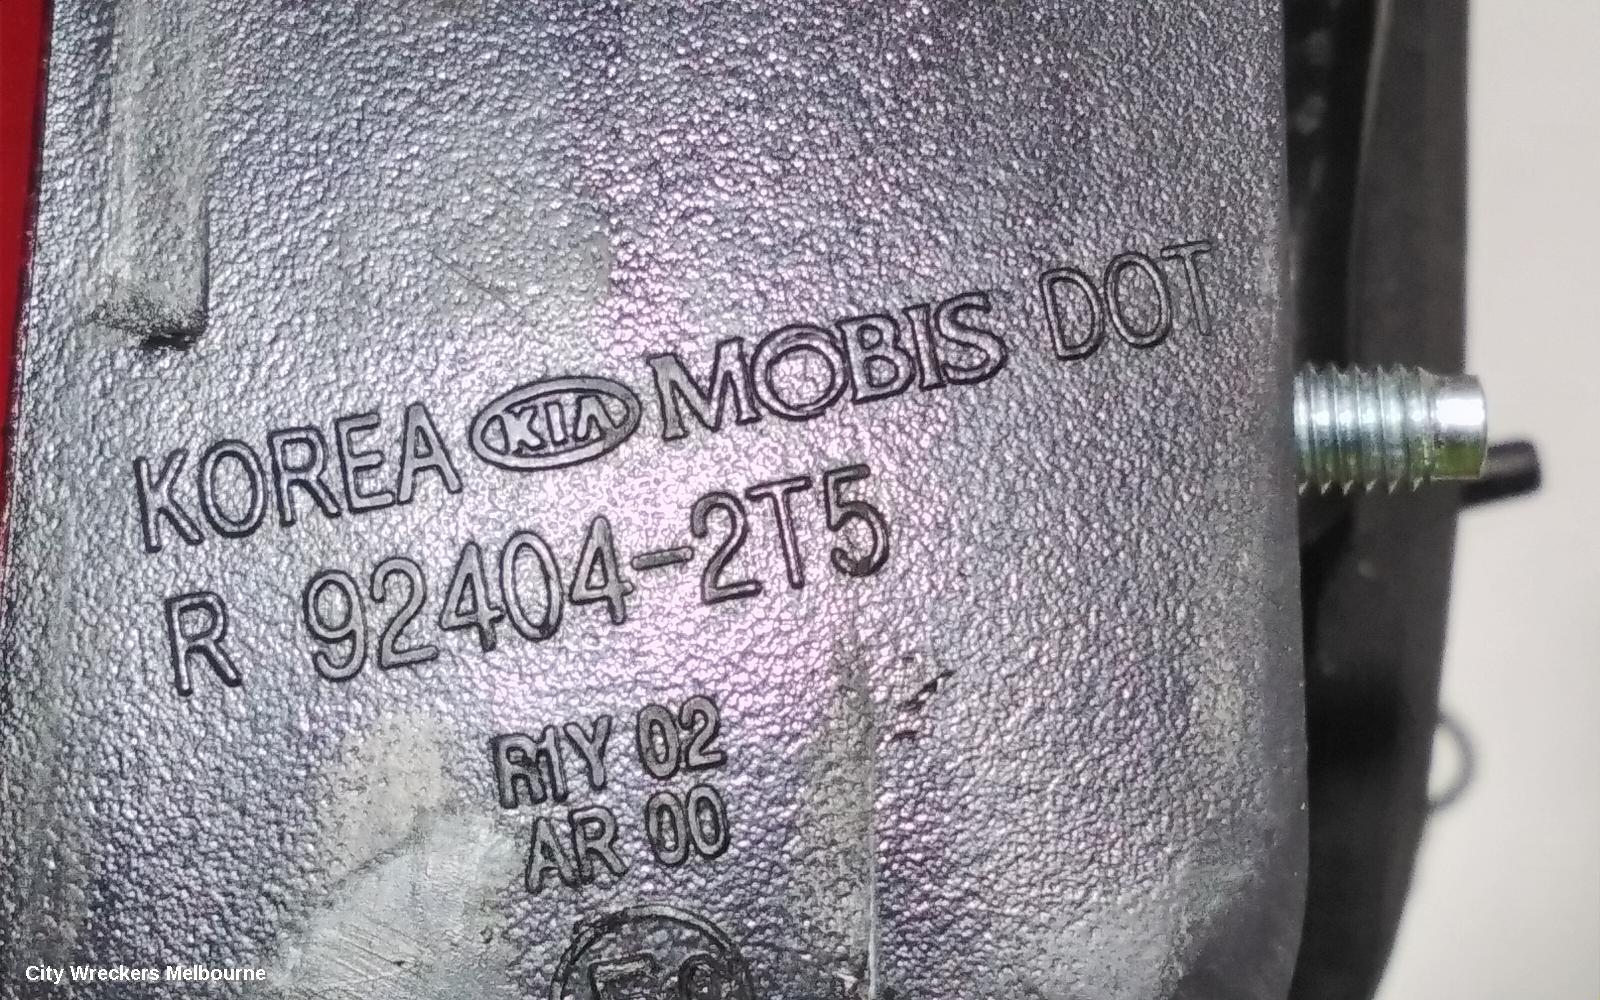 KOREA KIA MOBIS DOT
R 92404-2T5
R1Y 02
AR 00
City Wreckers Melbourne